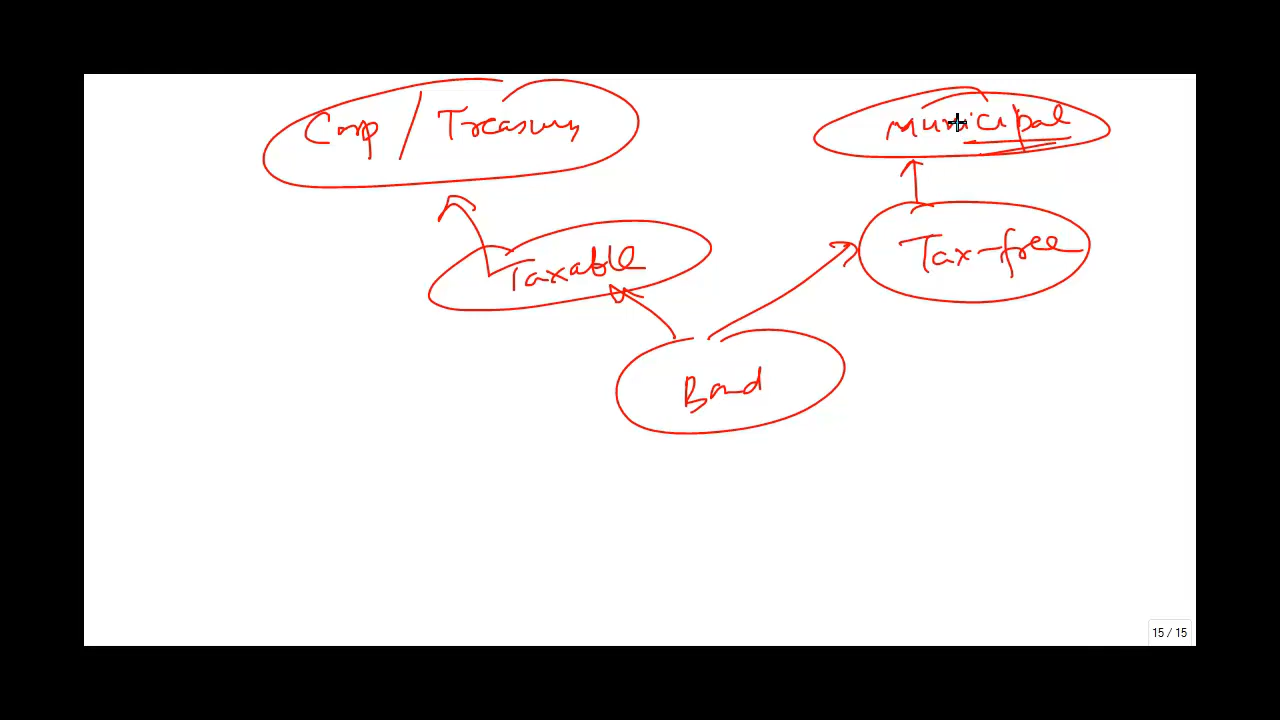 Corp / Treasury
Municipal
Taxable
Tax-free
Bond
15 / 15